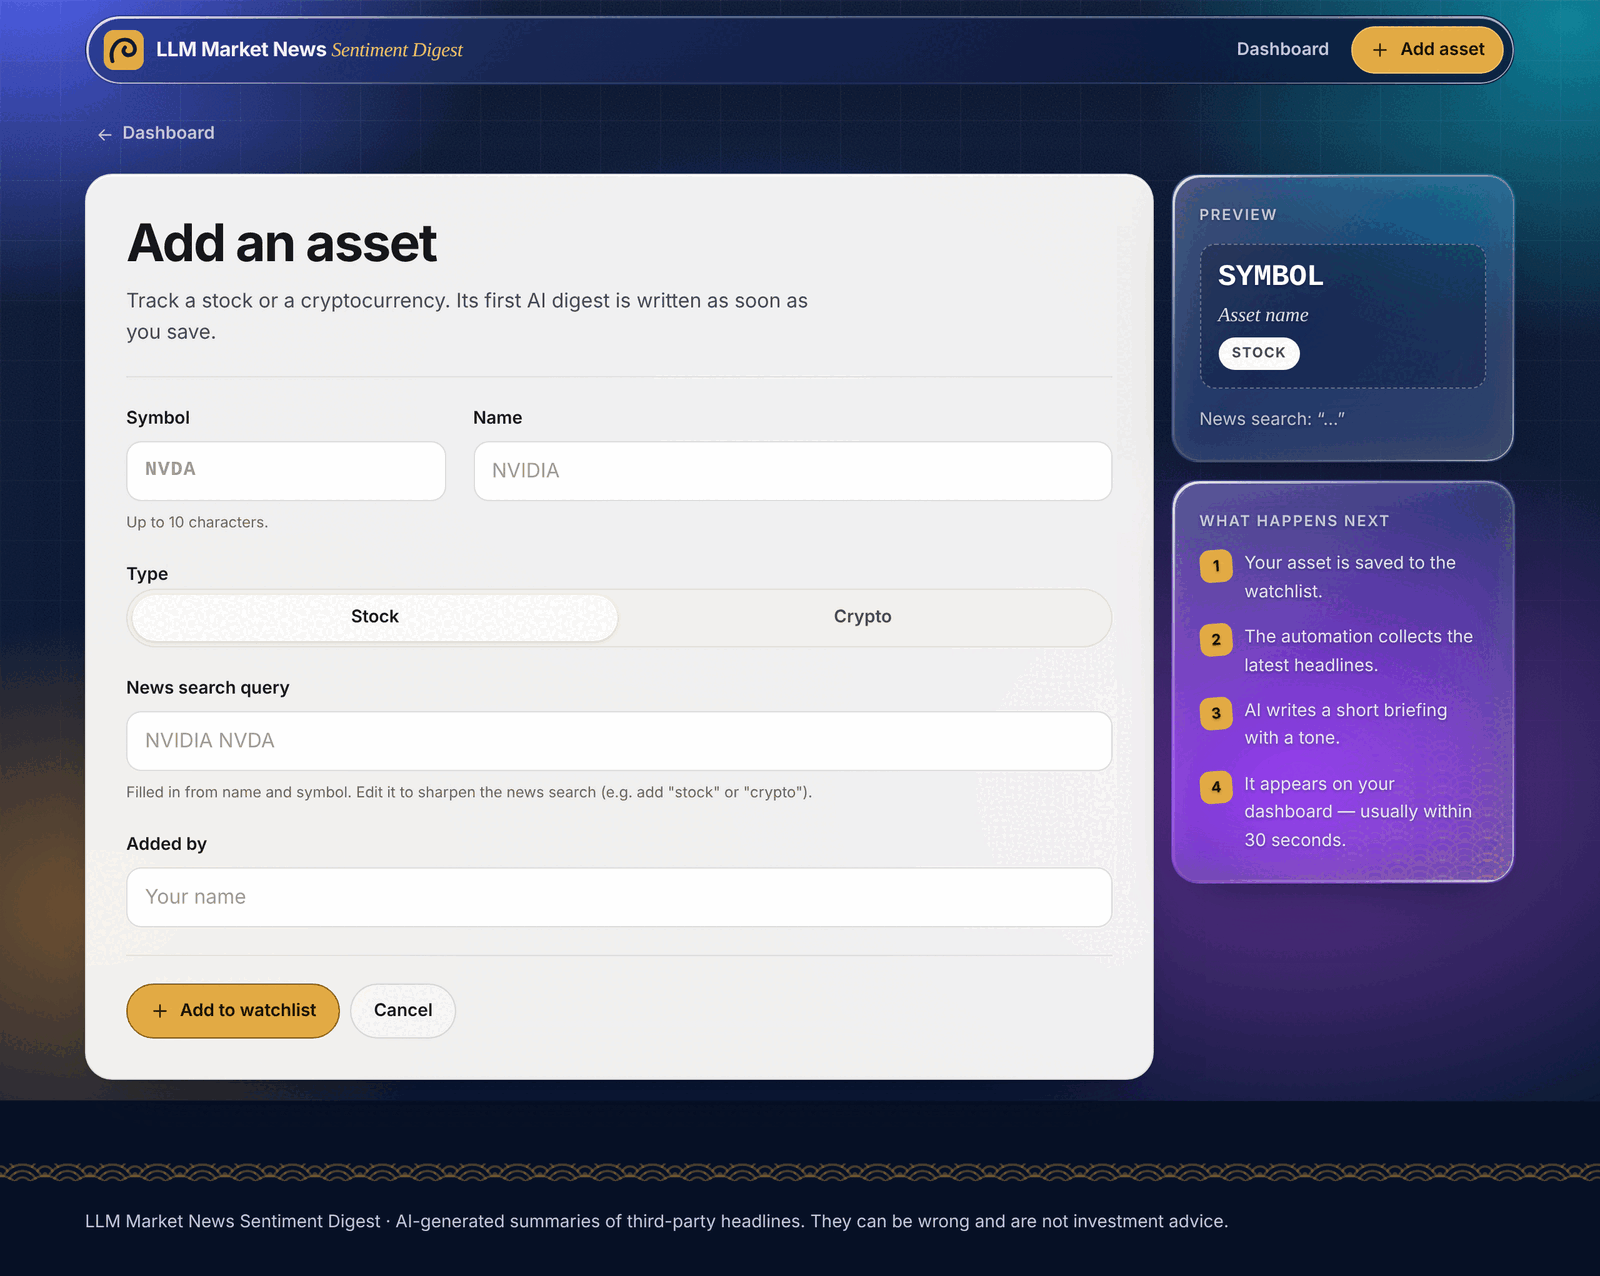 LLM Market News Sentiment Digest
Dashboard
+ Add asset
← Dashboard
Add an asset
Track a stock or a cryptocurrency. Its first AI digest is written as soon as
you save.
Symbol
Name
NVDA
NVIDIA
Up to 10 characters.
Type
Stock
Crypto
News search query
NVIDIA NVDA
Filled in from name and symbol. Edit it to sharpen the news search (e.g. add "stock" or "crypto").
Added by
Your name
+ Add to watchlist
Cancel
PREVIEW
SYMBOL
Asset name
STOCK
News search: “…”
WHAT HAPPENS NEXT
1 Your asset is saved to the
watchlist.
2 The automation collects the
latest headlines.
3 AI writes a short briefing
with a tone.
4 It appears on your
dashboard — usually within
30 seconds.
LLM Market News Sentiment Digest · AI-generated summaries of third-party headlines. They can be wrong and are not investment advice.